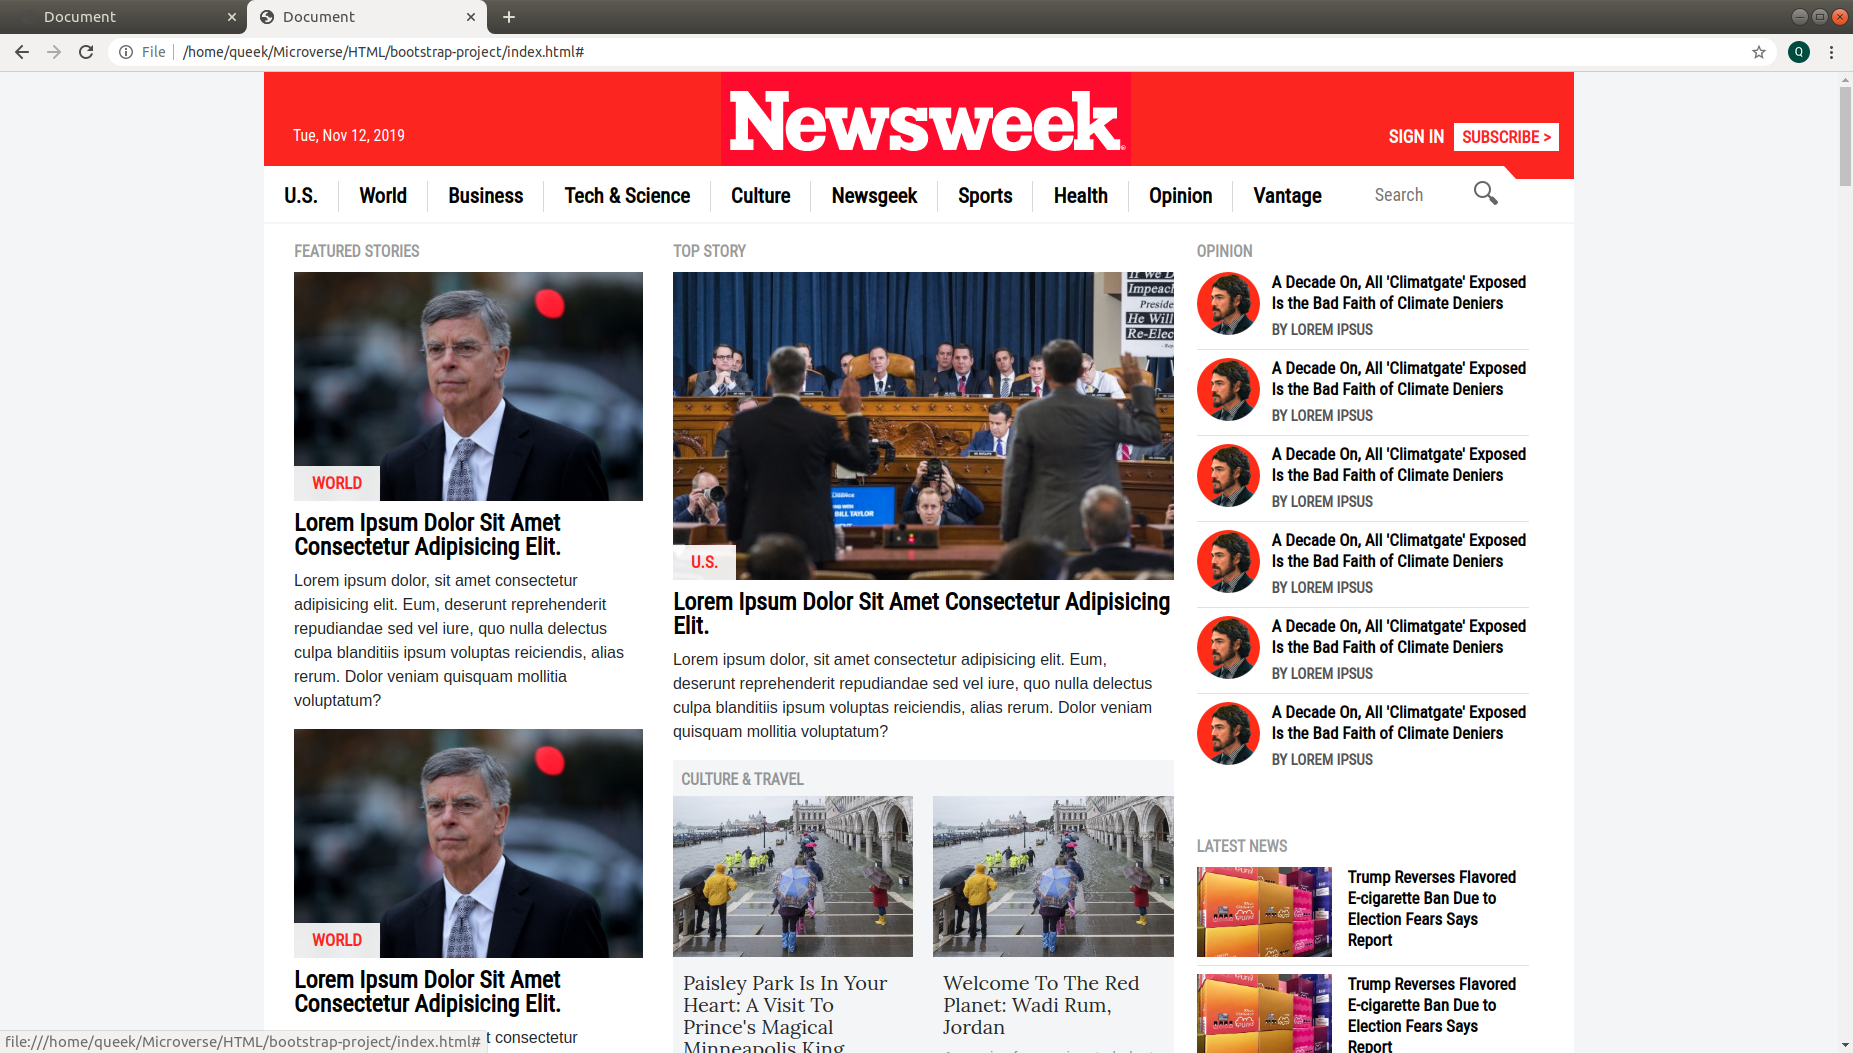 Document
Document
File
/home/queek/Microverse/HTML/bootstrap-project/index.html#
Q
Tue, Nov 12, 2019
Newsweek
SIGN IN
SUBSCRIBE >
U.S.
World
Business
Tech & Science
Culture
Newsgeek
Sports
Health
Opinion
Vantage
Search
FEATURED STORIES
WORLD
Lorem Ipsum Dolor Sit Amet
Consectetur Adipisicing Elit.
Lorem ipsum dolor, sit amet consectetur
adipisicing elit. Eum, deserunt reprehenderit
repudiandae sed vel iure, quo nulla delectus
culpa blanditiis ipsum voluptas reiciendis, alias
rerum. Dolor veniam quisquam mollitia
voluptatum?
WORLD
Lorem Ipsum Dolor Sit Amet
Consectetur Adipisicing Elit.
t consectetur
TOP STORY
If We D
Impeach
Preside
He Will
Re-Elec
BILL TAYLOR
U.S.
Lorem Ipsum Dolor Sit Amet Consectetur Adipisicing
Elit.
Lorem ipsum dolor, sit amet consectetur adipisicing elit. Eum,
deserunt reprehenderit repudiandae sed vel iure, quo nulla delectus
culpa blanditiis ipsum voluptas reiciendis, alias rerum. Dolor veniam
quisquam mollitia voluptatum?
CULTURE & TRAVEL
Paisley Park Is In Your
Heart: A Visit To
Prince's Magical
Minneapolis King
Welcome To The Red
Planet: Wadi Rum,
Jordan
OPINION
A Decade On, All 'Climatgate' Exposed
Is the Bad Faith of Climate Deniers
BY LOREM IPSUS
A Decade On, All 'Climatgate' Exposed
Is the Bad Faith of Climate Deniers
BY LOREM IPSUS
A Decade On, All 'Climatgate' Exposed
Is the Bad Faith of Climate Deniers
BY LOREM IPSUS
A Decade On, All 'Climatgate' Exposed
Is the Bad Faith of Climate Deniers
BY LOREM IPSUS
A Decade On, All 'Climatgate' Exposed
Is the Bad Faith of Climate Deniers
BY LOREM IPSUS
A Decade On, All 'Climatgate' Exposed
Is the Bad Faith of Climate Deniers
BY LOREM IPSUS
LATEST NEWS
Trump Reverses Flavored
E-cigarette Ban Due to
Election Fears Says
Report
Trump Reverses Flavored
E-cigarette Ban Due to
Election Fears Says
Report
file:///home/queek/Microverse/HTML/bootstrap-project/index.html#